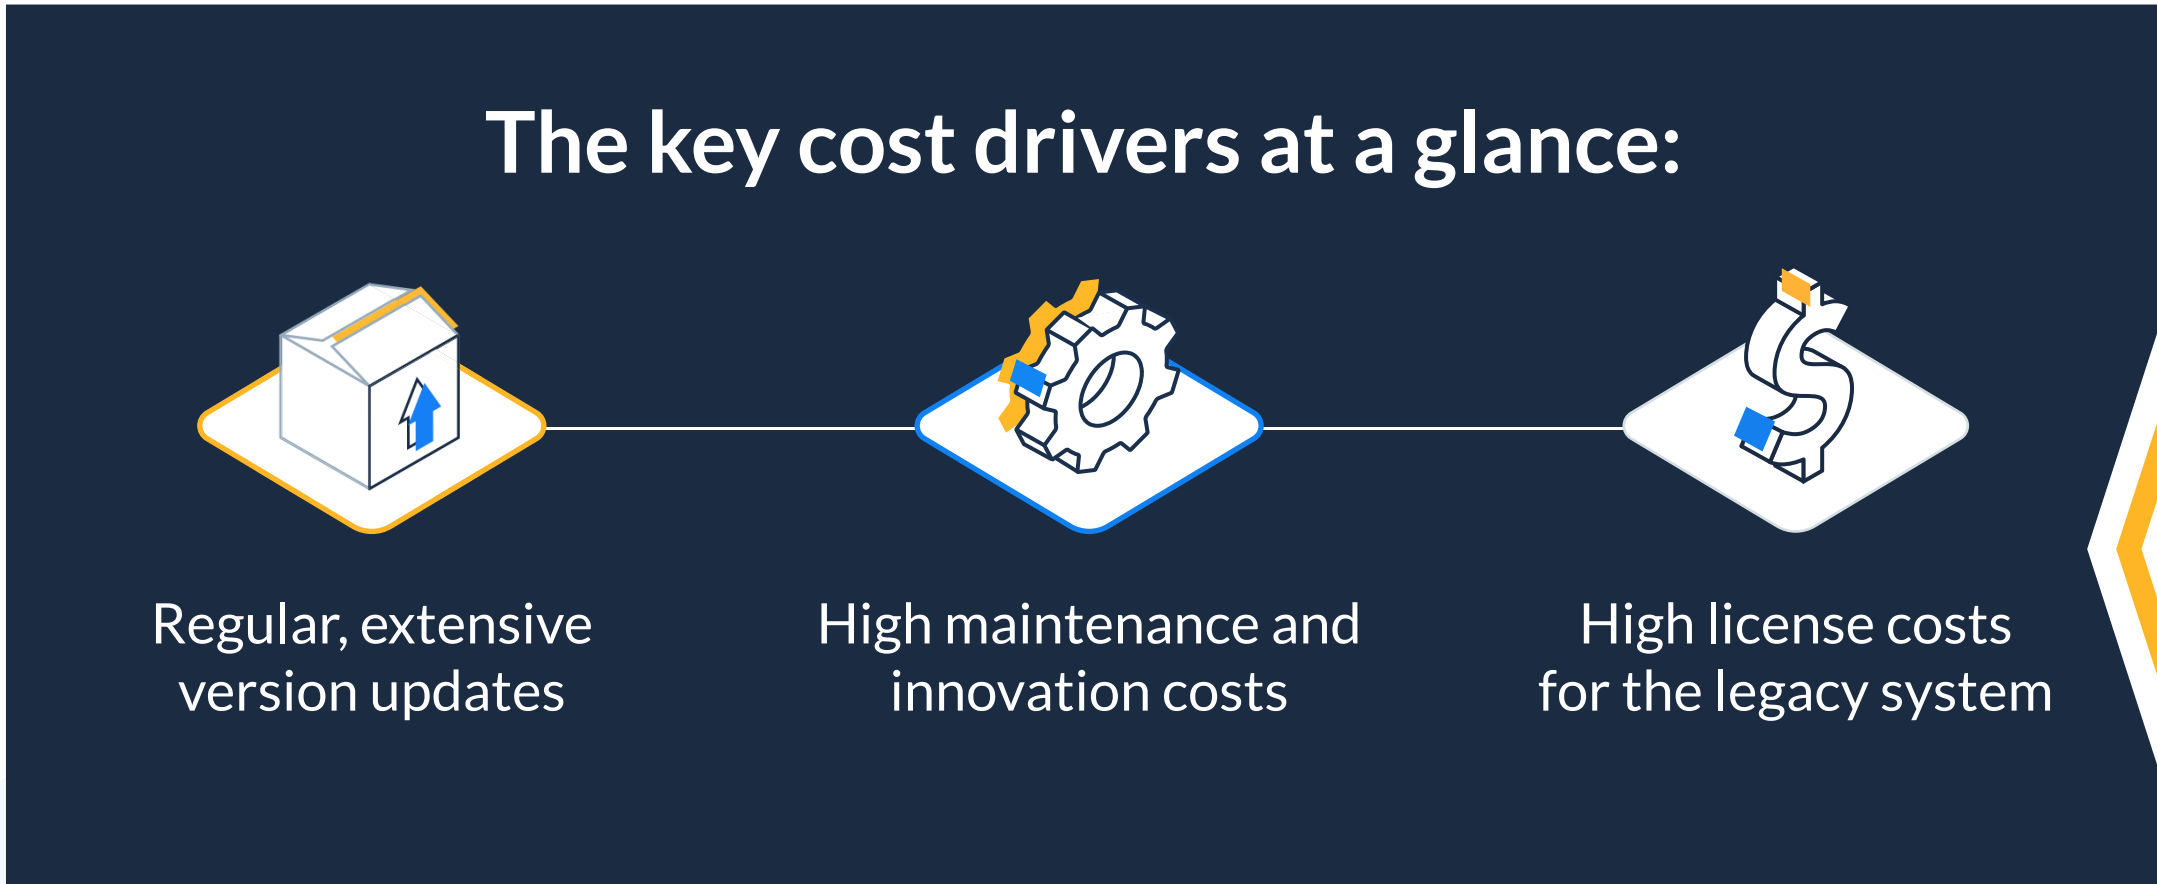 The key cost drivers at a glance:
Regular, extensive
version updates
High maintenance and
innovation costs
High license costs
for the legacy system